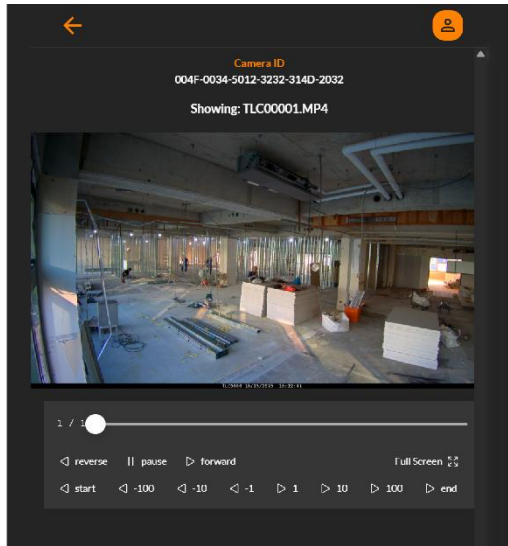 Camera ID
004F-0034-5012-3232-314D-2032
Showing: TLC00001.MP4
1 / 1
reverse pause forward Full Screen
start -100 -10 -1 1 10 100 end